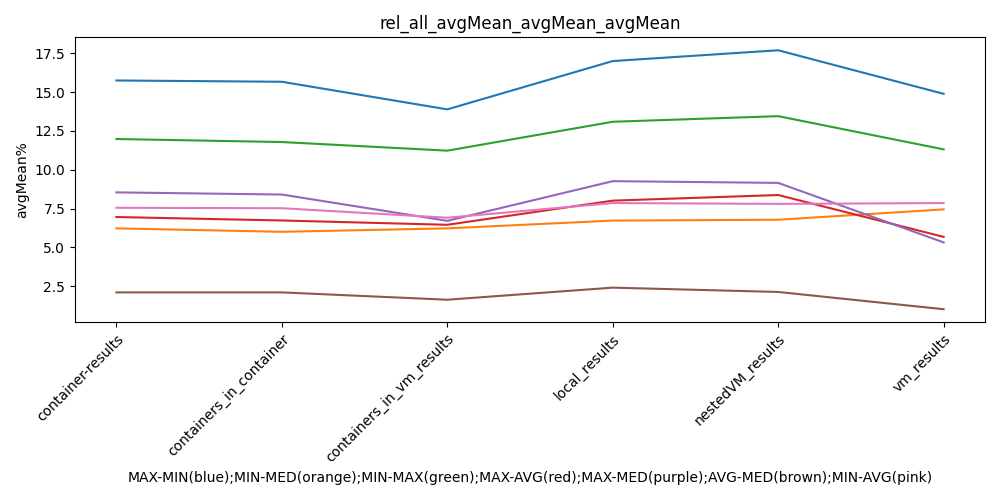 rel_all_avgMean_avgMean_avgMean
avgMean%
17.5
15.0
12.5
10.0
7.5
5.0
2.5
container-results
containers_in_container
containers_in_vm_results
local_results
nestedVM_results
vm_results
MAX-MIN(blue);MIN-MED(orange);MIN-MAX(green);MAX-AVG(red);MAX-MED(purple);AVG-MED(brown);MIN-AVG(pink)